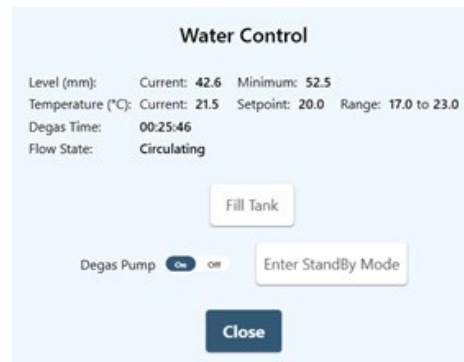 Water Control
Level (mm): Current: 42.6 Minimum: 52.5
Temperature (°C): Current: 21.5 Setpoint: 20.0 Range: 17.0 to 23.0
Degas Time: 00:25:46
Flow State: Circulating
Fill Tank
Degas Pump On Off Enter StandBy Mode
Close